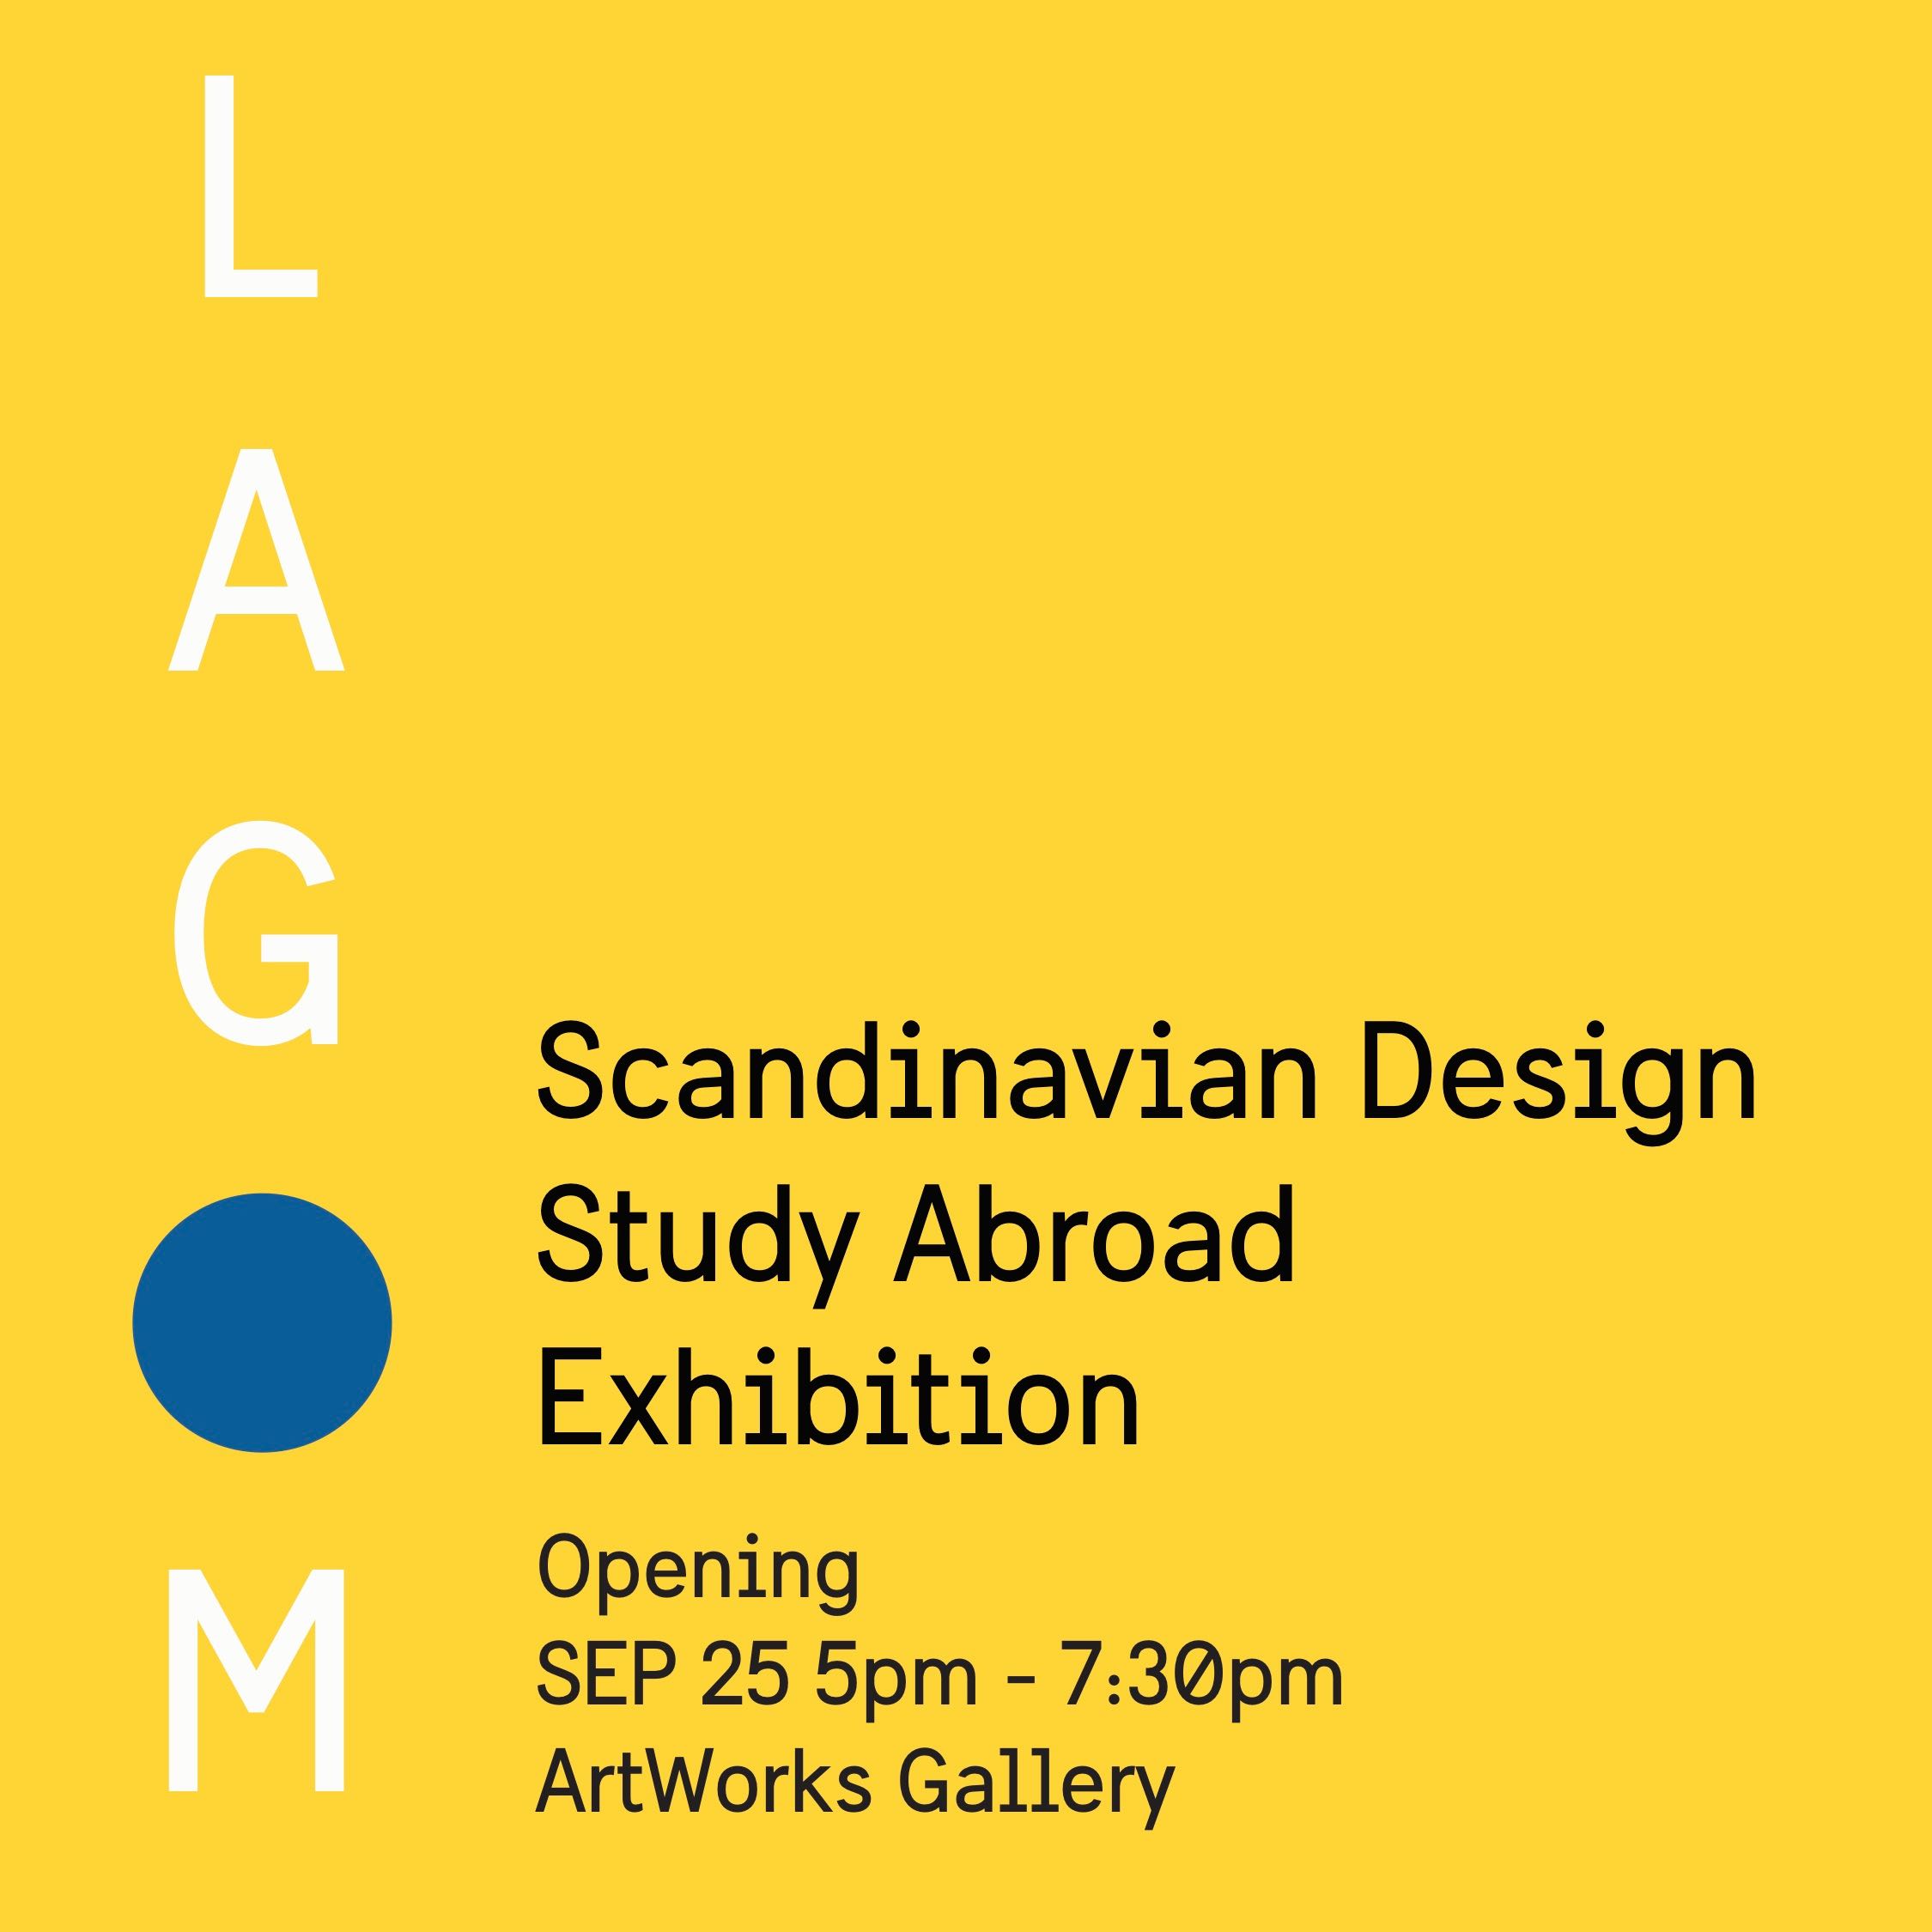 L
A
G
M
Scandinavian Design
Study Abroad
Exhibition
Opening
SEP 25 5pm - 7:30pm
ArtWorks Gallery